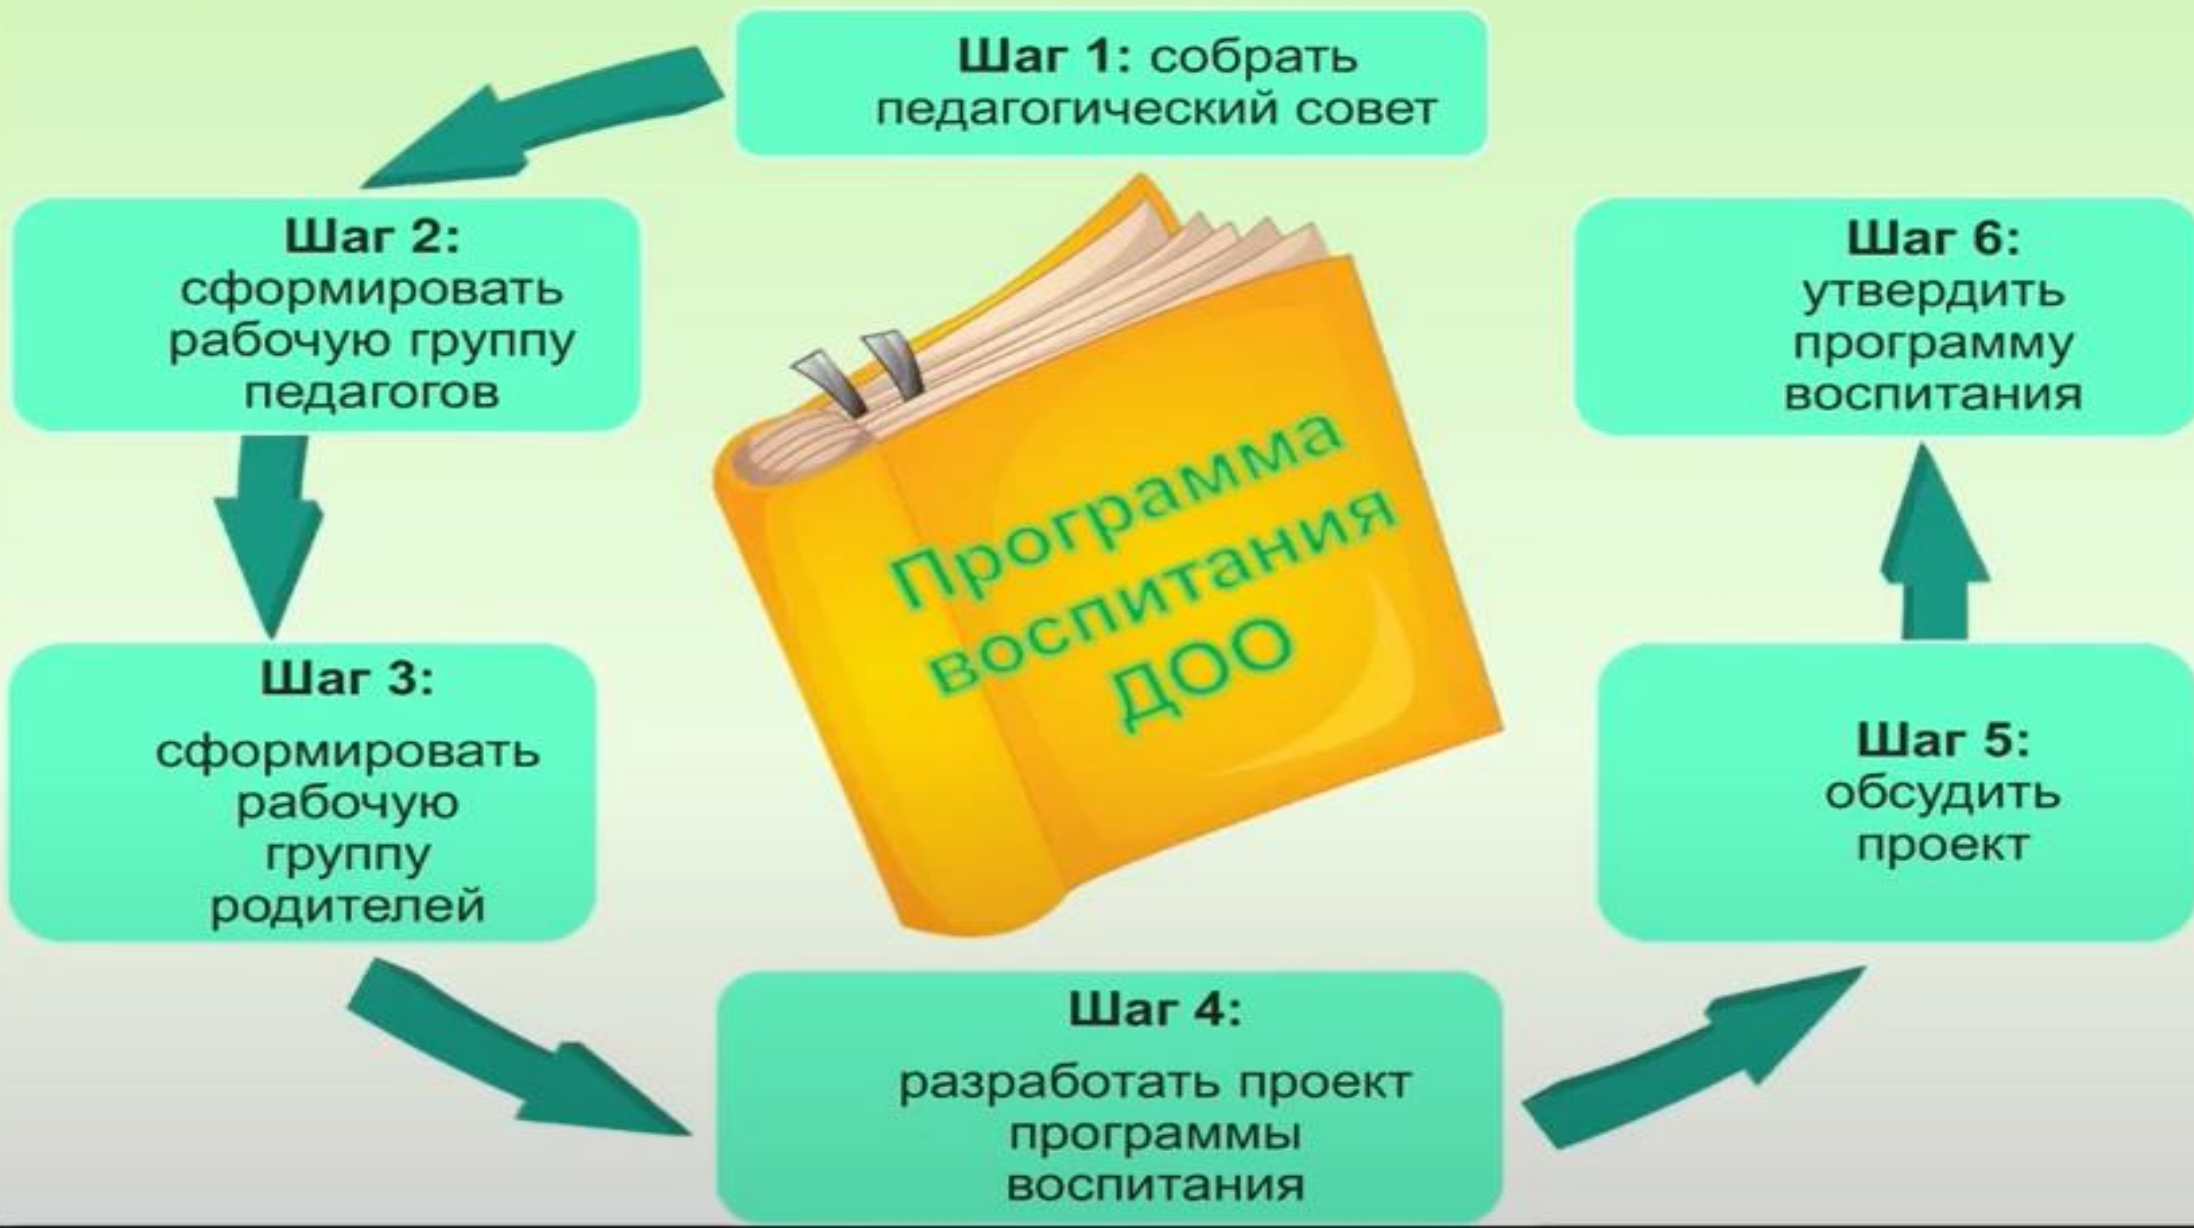 Шаг 1: собрать
педагогический совет
Шаг 2:
сформировать
рабочую группу
педагогов
Шаг 3:
сформировать
рабочую
группу
родителей
Шаг 4:
разработать проект
программы
воспитания
Шаг 5:
обсудить
проект
Шаг 6:
утвердить
программу
воспитания
Программа
воспитания
ДОО